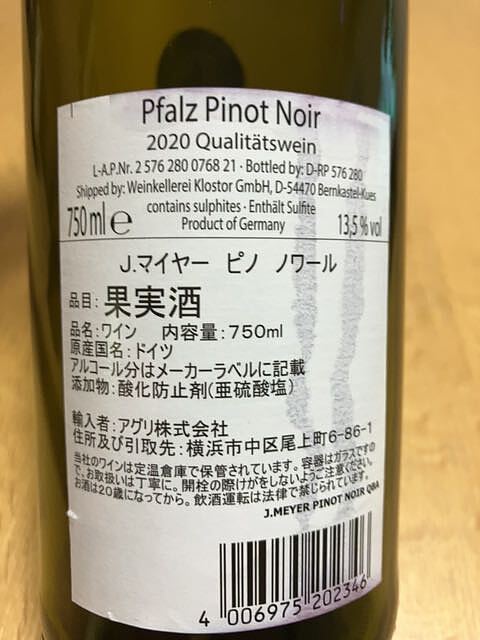 Pfalz Pinot Noir
2020 Qualitätswein
L-A.P.Nr. 2 576 280 0768 21 · Bottled by: D-RP 576 280
Shipped by: Weinkellerei Klostor GmbH, D-54470 Bernkastel-Kues
750 ml e contains sulphites · Enthält Sulfite 13,5 % vol
Product of Germany
J.マイヤー ピノ ノワール
品目:果実酒
品名:ワイン 内容量:750ml
原産国名:ドイツ
アルコール分はメーカーラベルに記載
添加物:酸化防止剤(亜硫酸塩)
輸入者:アグリ株式会社
住所及び引取先:横浜市中区尾上町6-86-1
当社のワインは定温倉庫で保管されています。容器はガラスですの
で、お取扱いは丁寧に。開栓の際けがをしないようご注意ください。
お酒は20歳になってから。飲酒運転は法律で禁じられています。
J.MEYER PINOT NOIR QBA
4 006975 202346